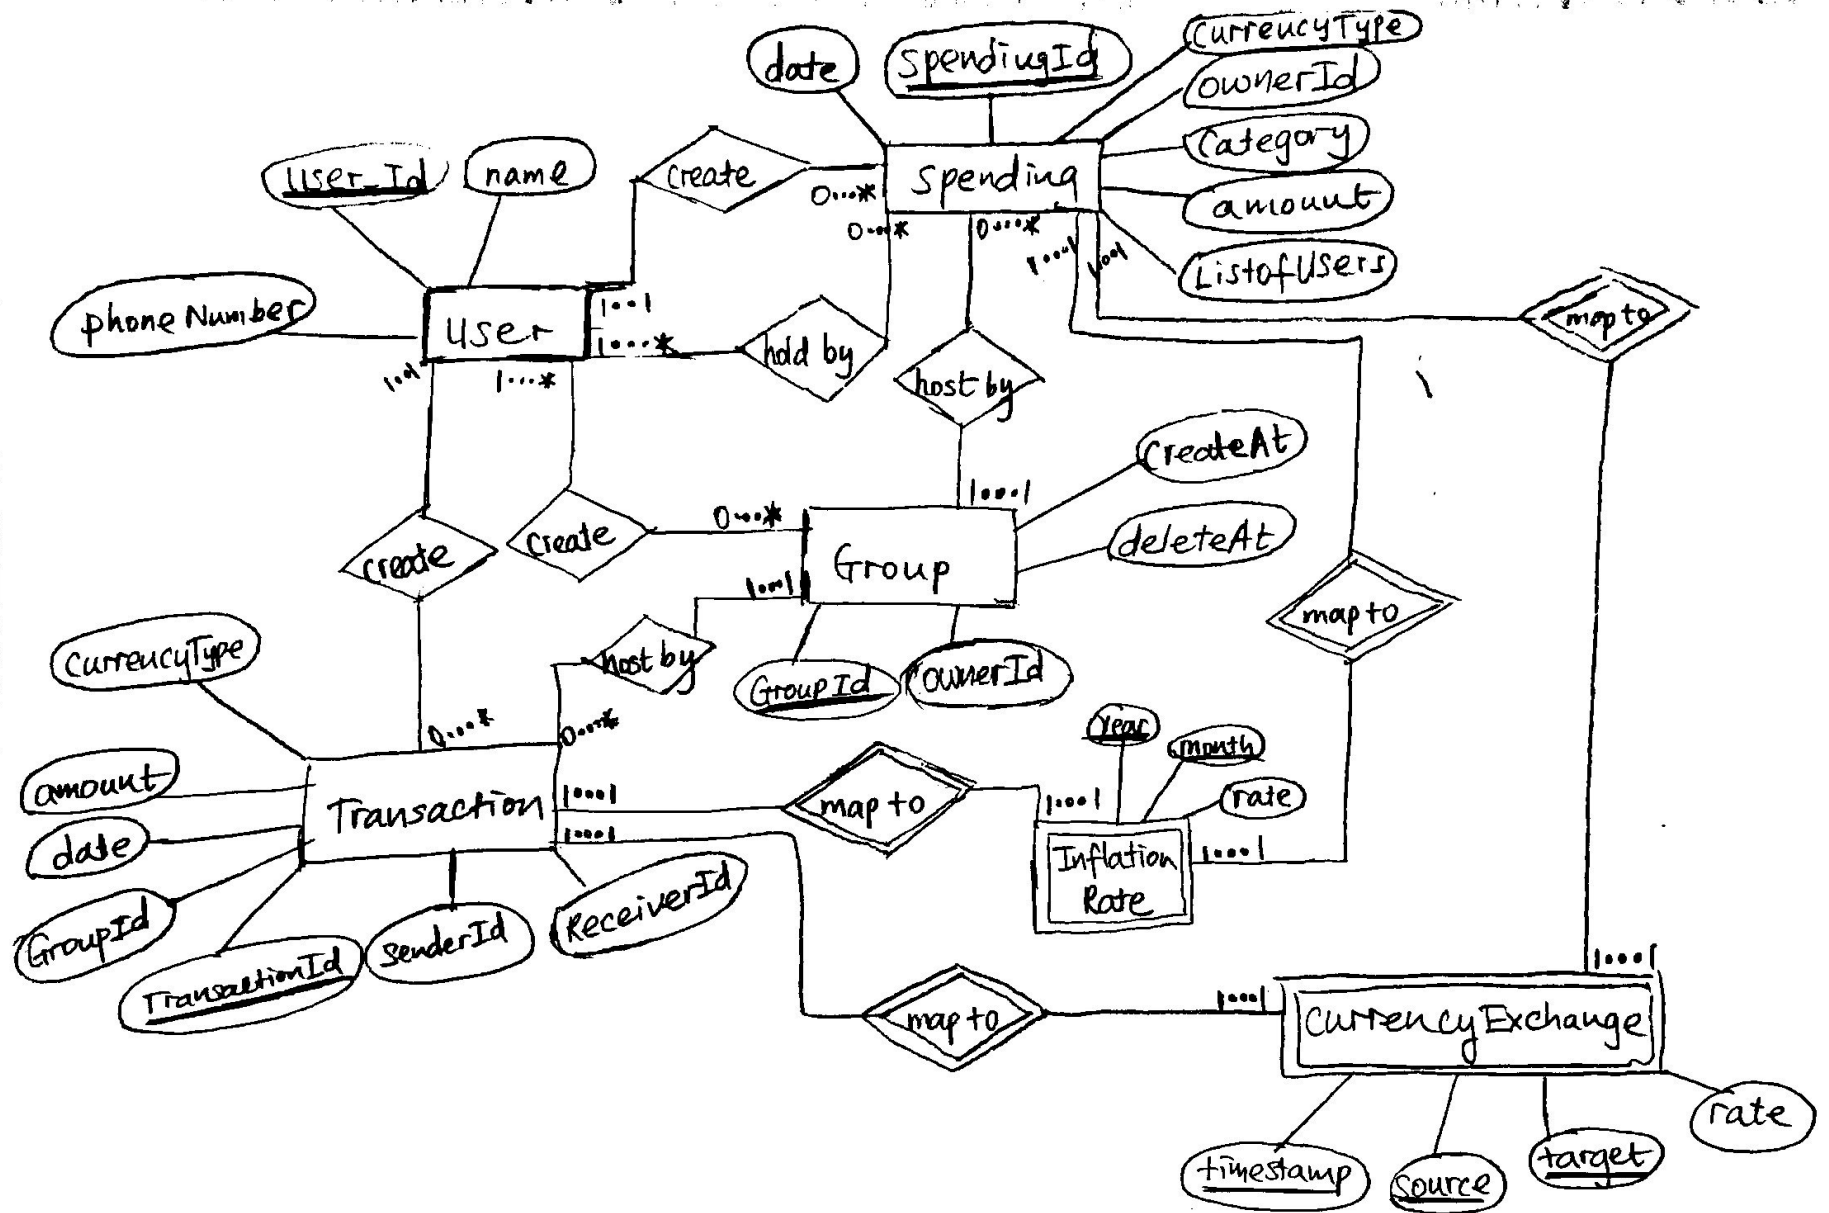 date
SpendingId
CurrencyType
ownerId
Category
amount
ListofUsers
Spending
create
0...*
User_Id
name
phoneNumber
User
1...1
1...*
hold by
0...*
host by
0...*
1...1
1...1
map to
1...1
1...*
create
create
0...*
1...1
Group
CreateAt
deleteAt
1...1
host by
GroupId
ownerId
map to
CurrencyType
amount
date
GroupId
TransactionId
senderId
ReceiverId
Transaction
0...*
0...*
1...1
1...1
map to
1...1
Year
month
rate
Inflation
Rate
1...1
map to
1...1
1...1
CurrencyExchange
timestamp
source
target
rate